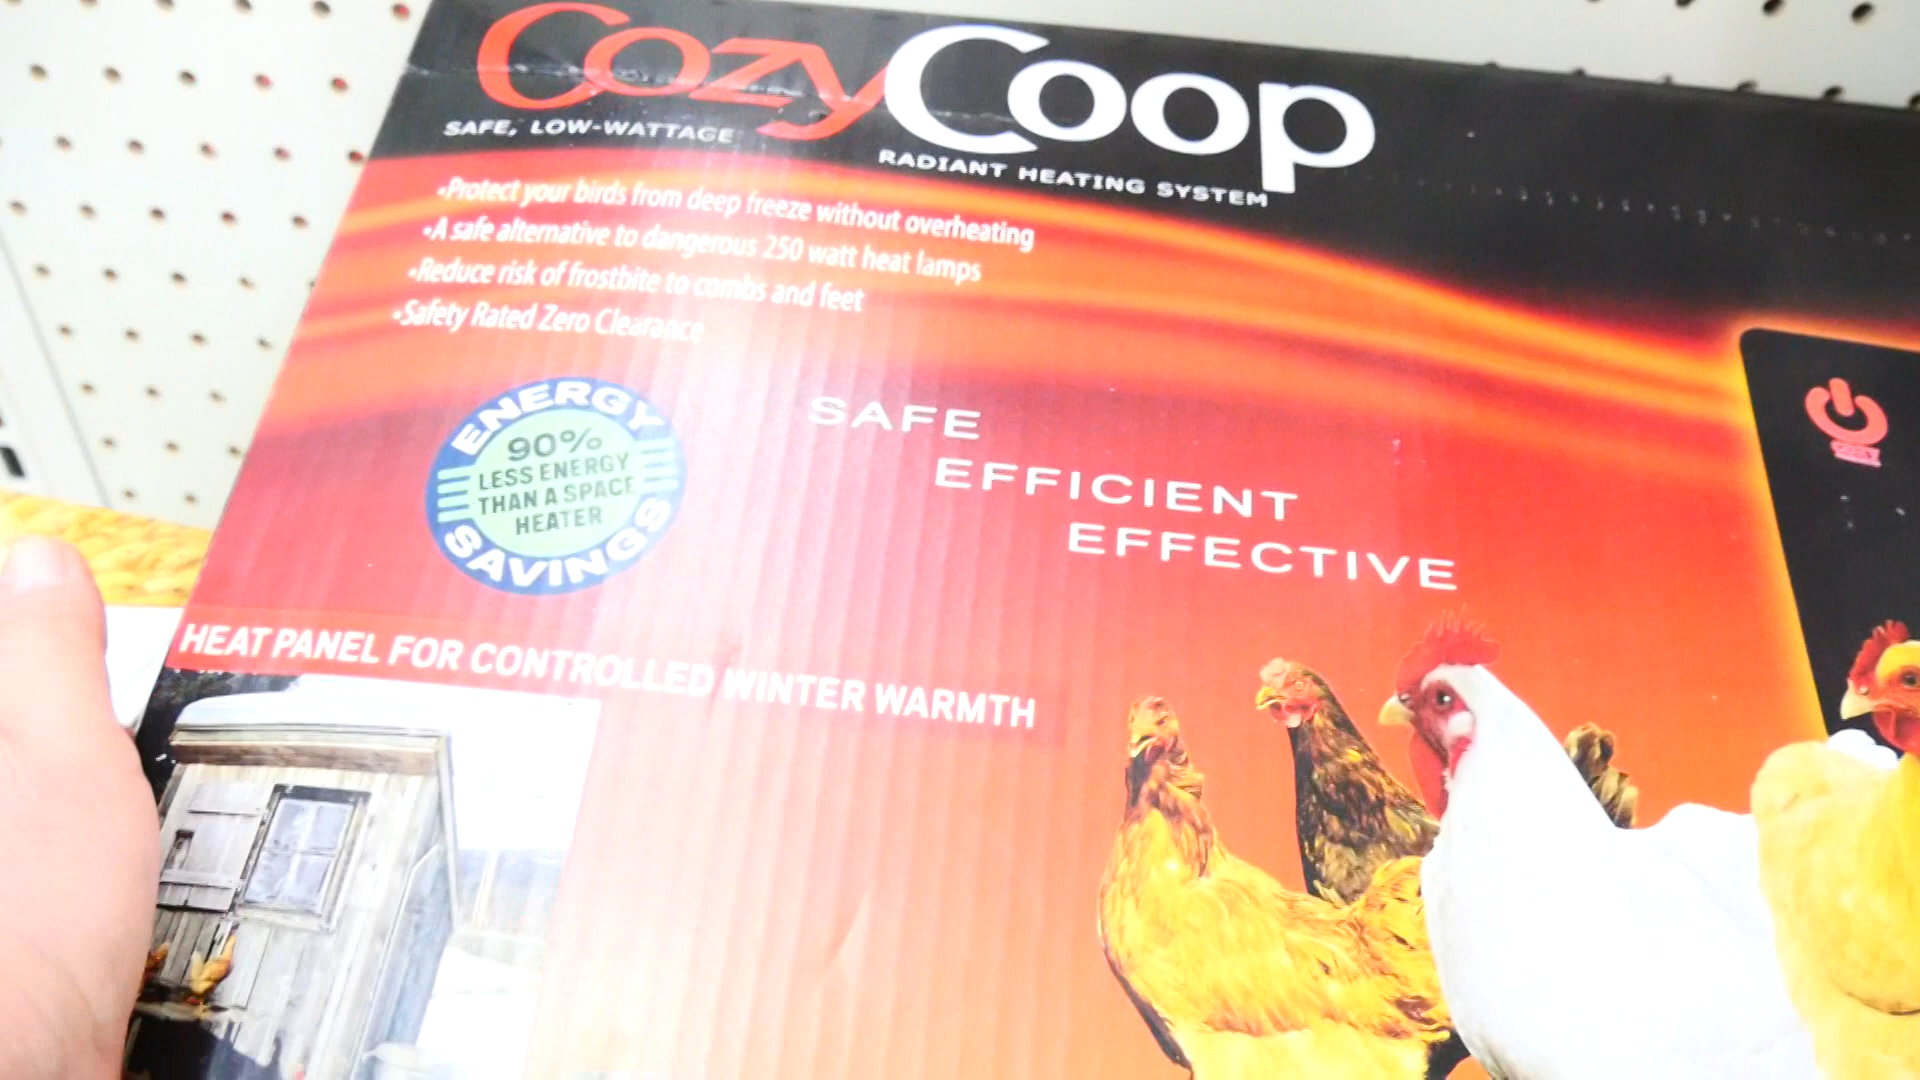 CozyCoop
SAFE, LOW-WATTAGE
RADIANT HEATING SYSTEM
•Protect your birds from deep freeze without overheating
•A safe alternative to dangerous 250 watt heat lamps
•Reduce risk of frostbite to combs and feet
•Safety Rated Zero Clearance
ENERGY
90%
LESS ENERGY
THAN A SPACE
HEATER
SAVINGS
SAFE
EFFICIENT
EFFECTIVE
HEAT PANEL FOR CONTROLLED WINTER WARMTH